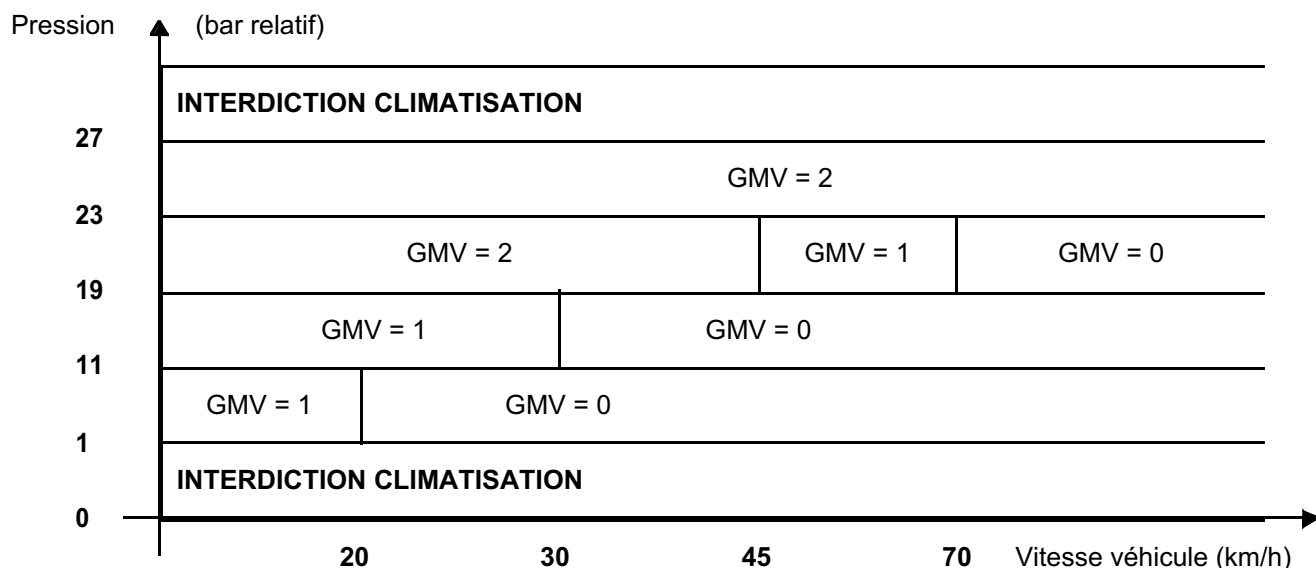 Pression (bar relatif)
INTERDICTION CLIMATISATION
27
GMV = 2
23
GMV = 2 GMV = 1 GMV = 0
19
GMV = 1 GMV = 0
11
GMV = 1 GMV = 0
1
INTERDICTION CLIMATISATION
0
20 30 45 70 Vitesse véhicule (km/h)